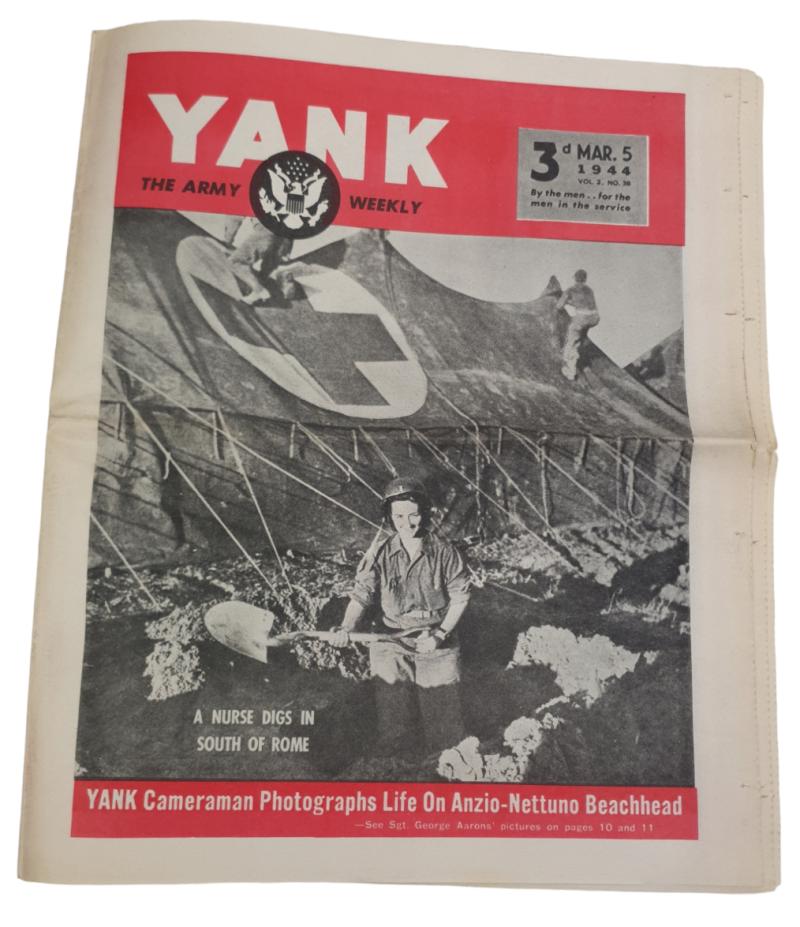 YANK
THE ARMY WEEKLY
3d MAR. 5
1944
VOL. 2, NO. 38
By the men . . for the
men in the service
A NURSE DIGS IN
SOUTH OF ROME
YANK Cameraman Photographs Life On Anzio-Nettuno Beachhead
—See Sgt. George Aarons' pictures on pages 10 and 11